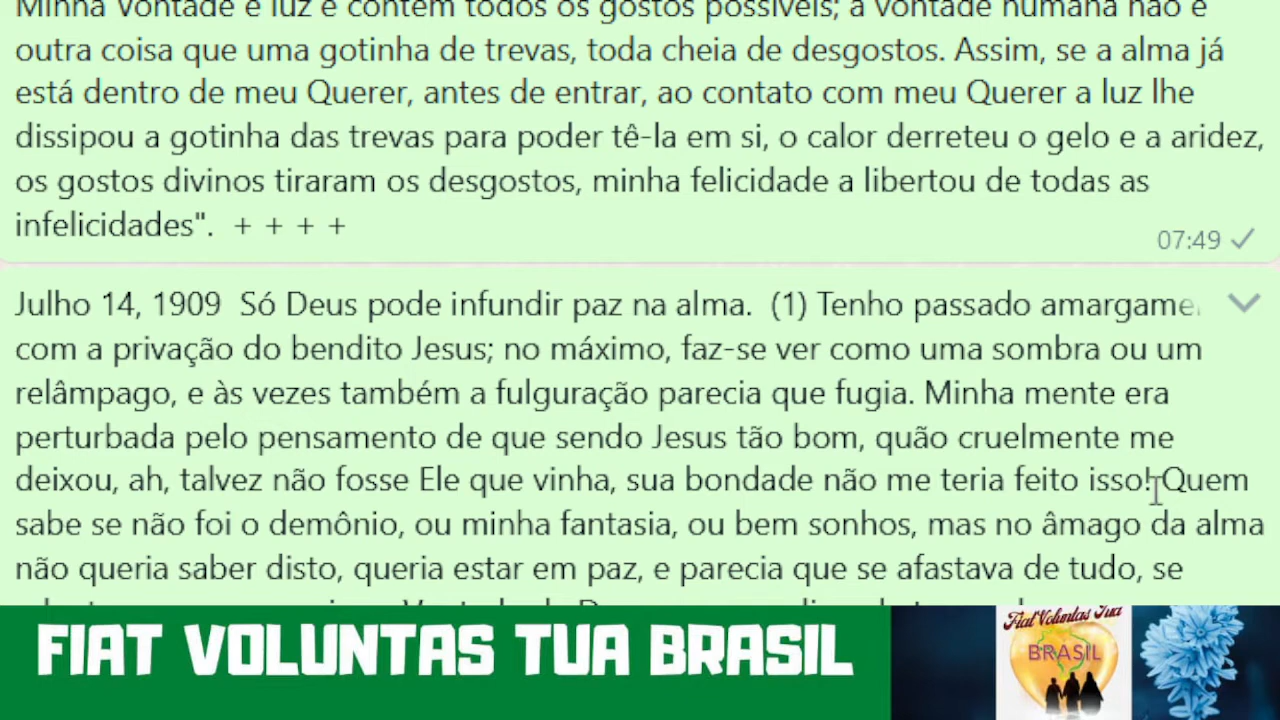 Minha Vontade é luz e contém todos os gostos possíveis; a vontade humana não é
outra coisa que uma gotinha de trevas, toda cheia de desgostos. Assim, se a alma já
está dentro de meu Querer, antes de entrar, ao contato com meu Querer a luz lhe
dissipou a gotinha das trevas para poder tê-la em si, o calor derreteu o gelo e a aridez,
os gostos divinos tiraram os desgostos, minha felicidade a libertou de todas as
infelicidades". + + + +
07:49
Julho 14, 1909 Só Deus pode infundir paz na alma. (1) Tenho passado amargame
com a privação do bendito Jesus; no máximo, faz-se ver como uma sombra ou um
relâmpago, e às vezes também a fulguração parecia que fugia. Minha mente era
perturbada pelo pensamento de que sendo Jesus tão bom, quão cruelmente me
deixou, ah, talvez não fosse Ele que vinha, sua bondade não me teria feito isso! Quem
sabe se não foi o demônio, ou minha fantasia, ou bem sonhos, mas no âmago da alma
não queria saber disto, queria estar em paz, e parecia que se afastava de tudo, se
FIAT VOLUNTAS TUA BRASIL
Fiat Voluntas Tua
BRASIL